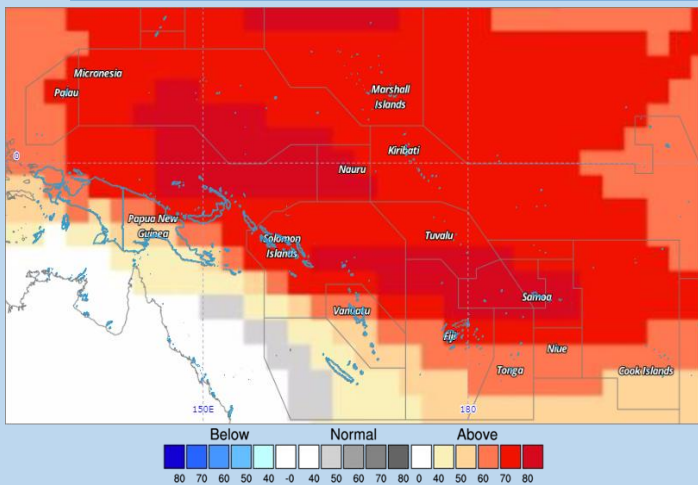 Micronesia
Palau
Marshall
Islands
Kiribati
0
Nauru
Papua New
Guinea
Solomon
Islands
Tuvalu
Samoa
Vanuatu
Fiji
Niue
Tonga
Cook Islands
150E
180
Below Normal Above
80 70 60 50 40 -0 40 50 60 70 80 0 40 50 60 70 80